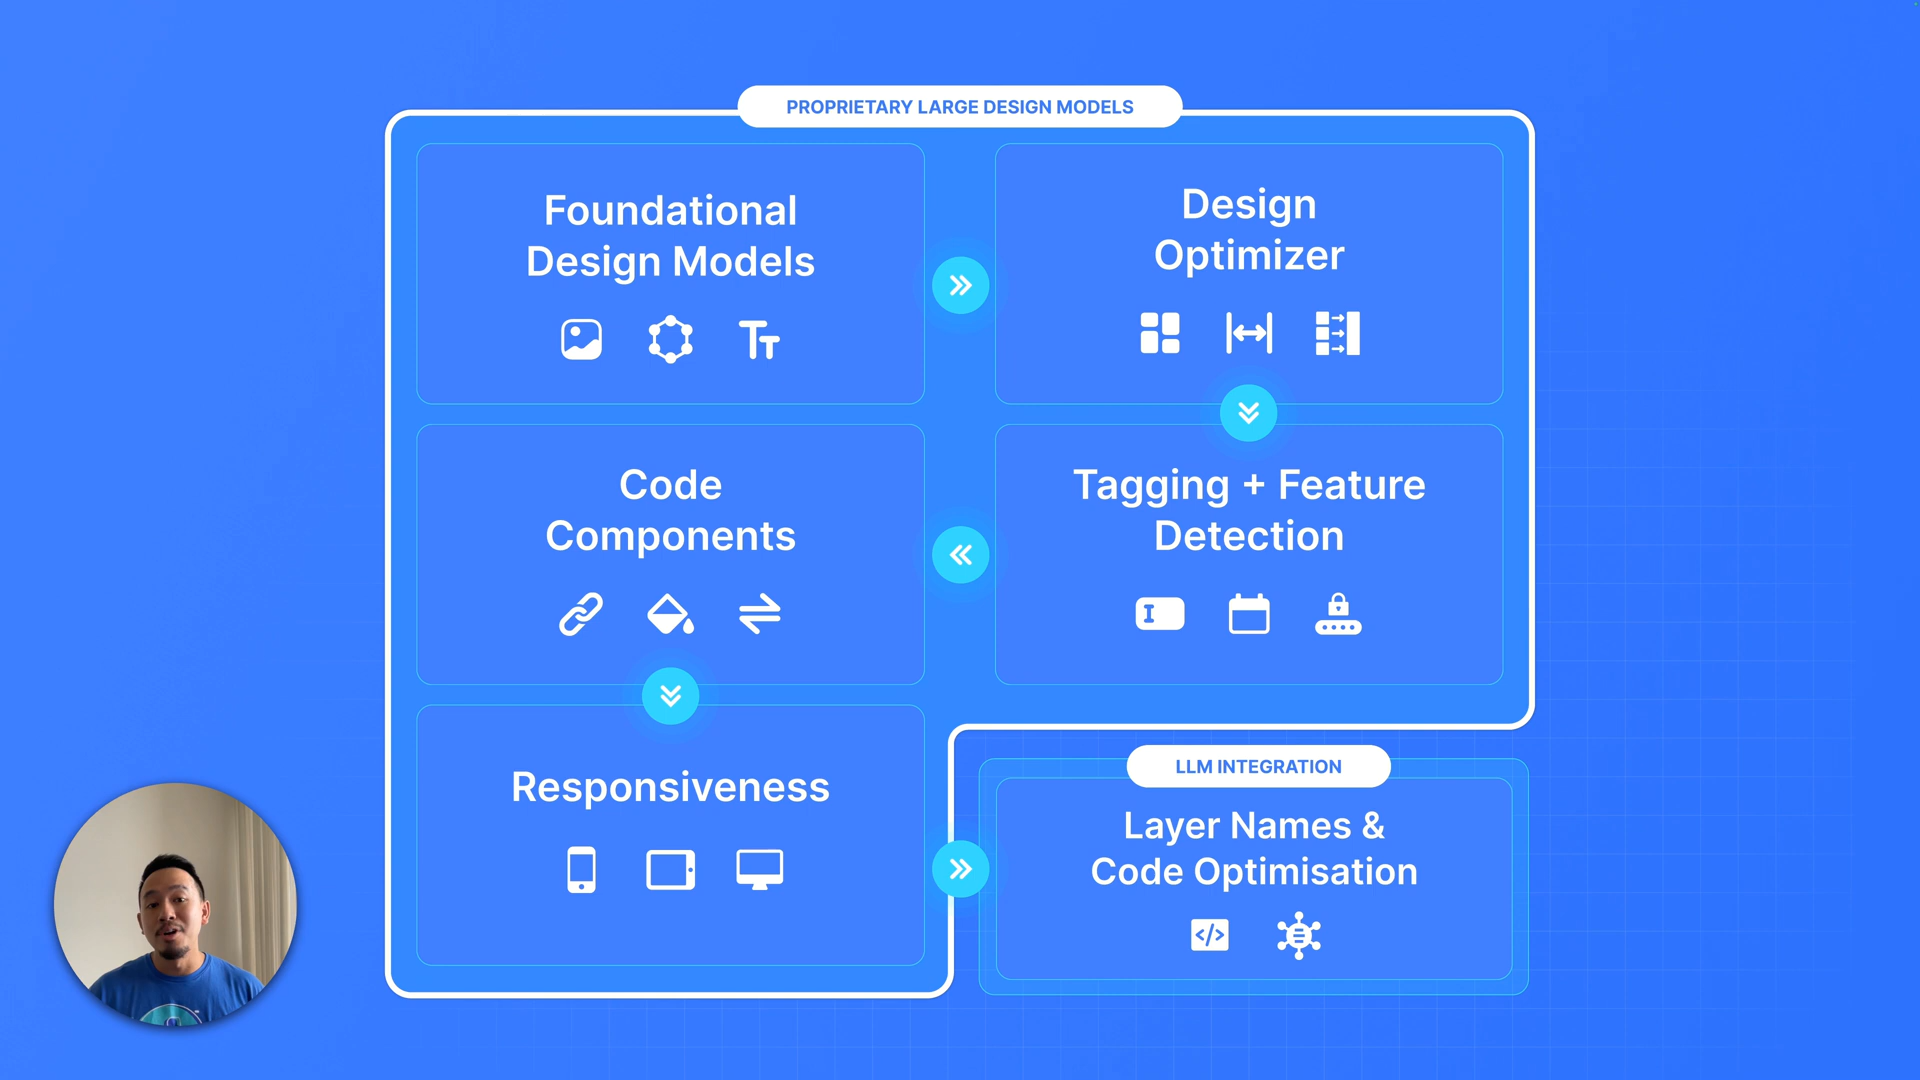 PROPRIETARY LARGE DESIGN MODELS
Foundational
Design Models
Design
Optimizer
Code
Components
Tagging + Feature
Detection
Responsiveness
LLM INTEGRATION
Layer Names &
Code Optimisation